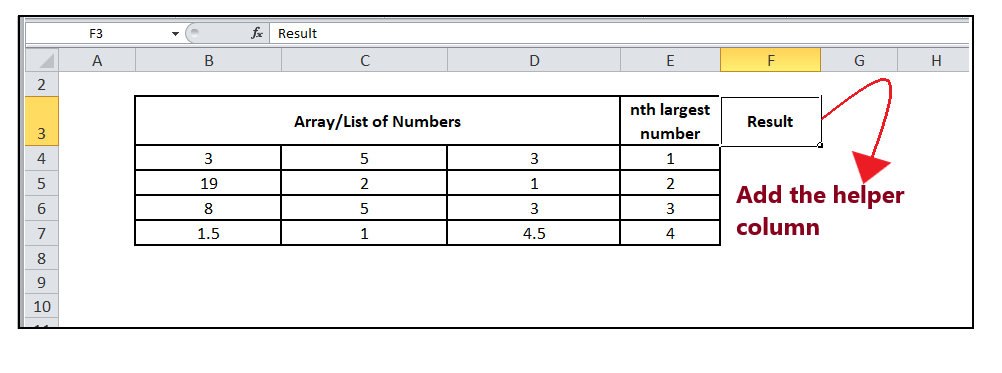 F3 fx Result
A B C D E F G H
2
3 Array/List of Numbers nth largest number Result
4 3 5 3 1
5 19 2 1 2
6 8 5 3 3
7 1.5 1 4.5 4
Add the helper
column
8
9
10